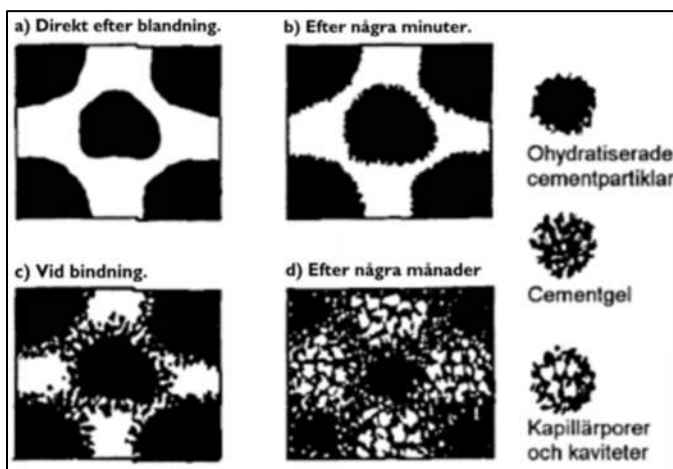 a) Direkt efter blandning.
b) Efter några minuter.
Ohydratiserade
cementpartiklar
c) Vid bindning.
d) Efter några månader
Cementgel
Kapillärporer
och kaviteter